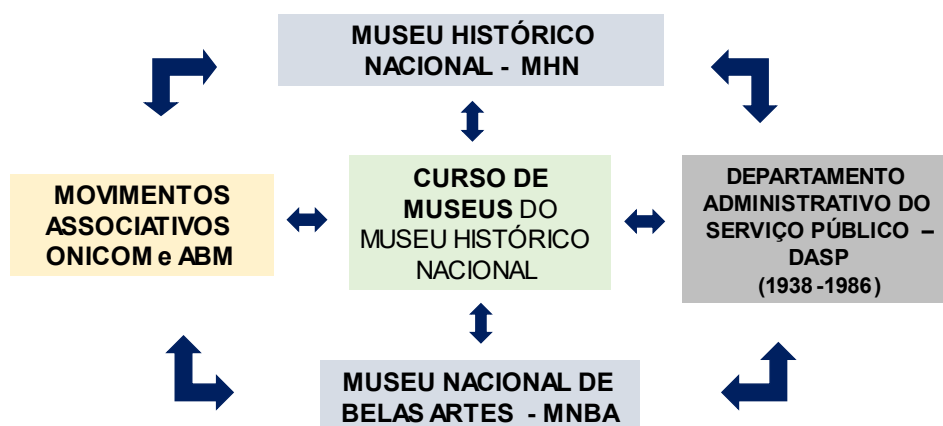 MUSEU HISTÓRICO
NACIONAL - MHN
MOVIMENTOS
ASSOCIATIVOS
ONICOM e ABM
CURSO DE
MUSEUS DO
MUSEU HISTÓRICO
NACIONAL
DEPARTAMENTO
ADMINISTRATIVO DO
SERVIÇO PÚBLICO –
DASP
(1938 -1986)
MUSEU NACIONAL DE
BELAS ARTES - MNBA